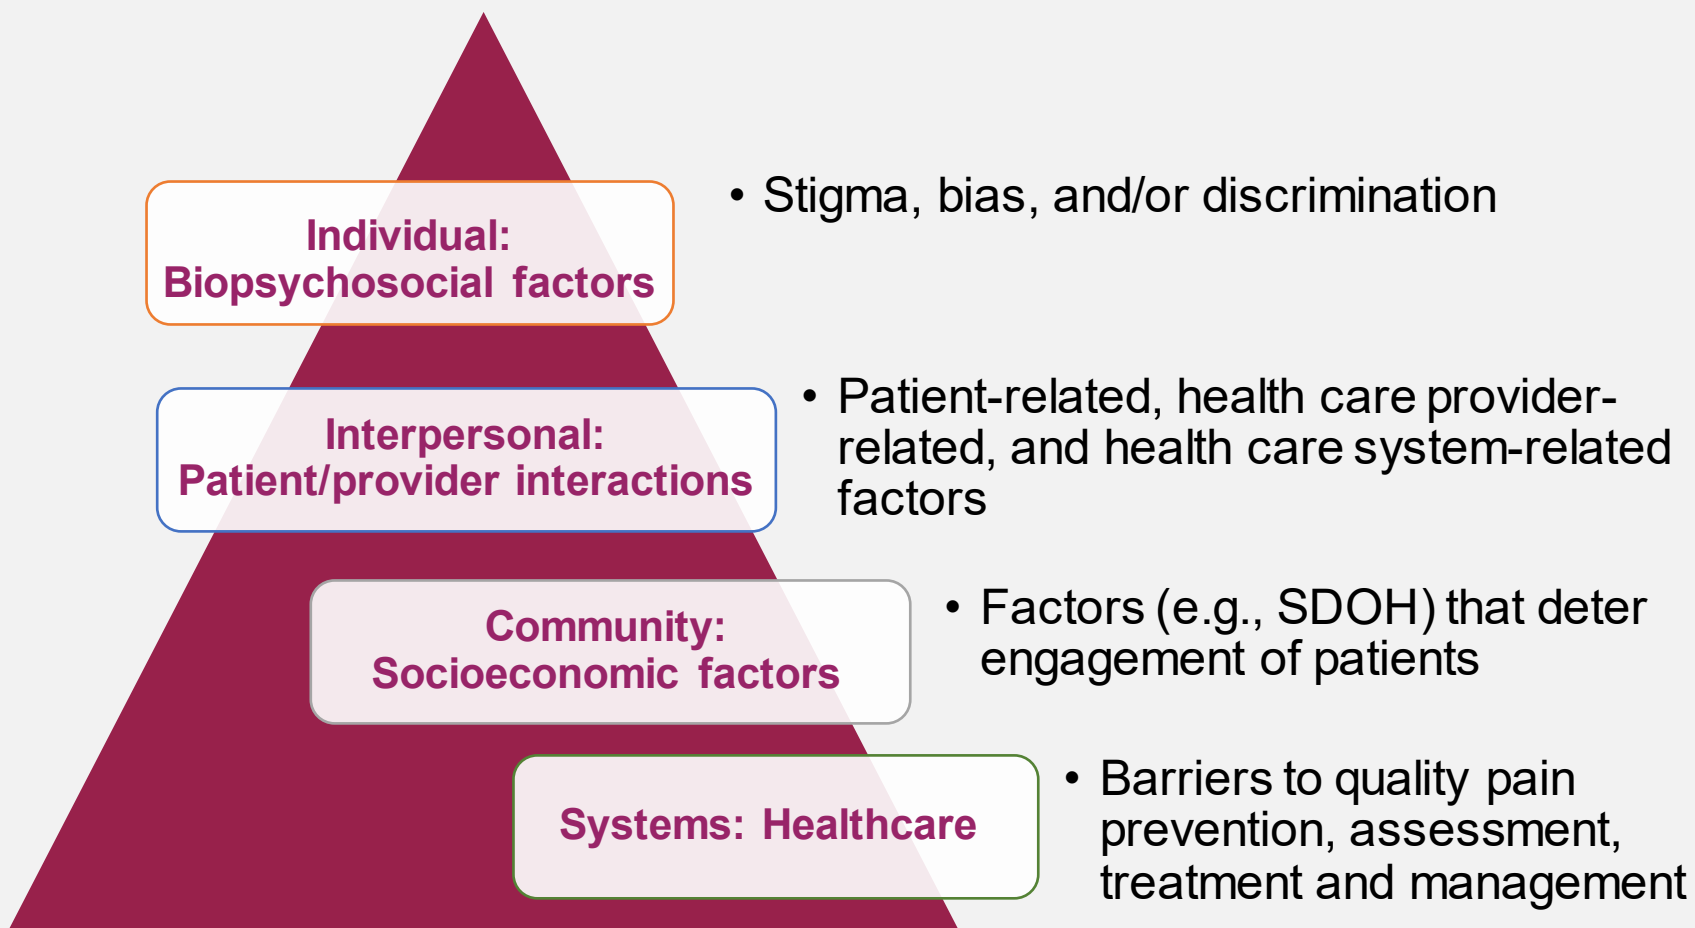 Individual:
Biopsychosocial factors
• Stigma, bias, and/or discrimination
Interpersonal:
Patient/provider interactions
• Patient-related, health care provider-
related, and health care system-related
factors
Community:
Socioeconomic factors
• Factors (e.g., SDOH) that deter
engagement of patients
Systems: Healthcare
• Barriers to quality pain
prevention, assessment,
treatment and management